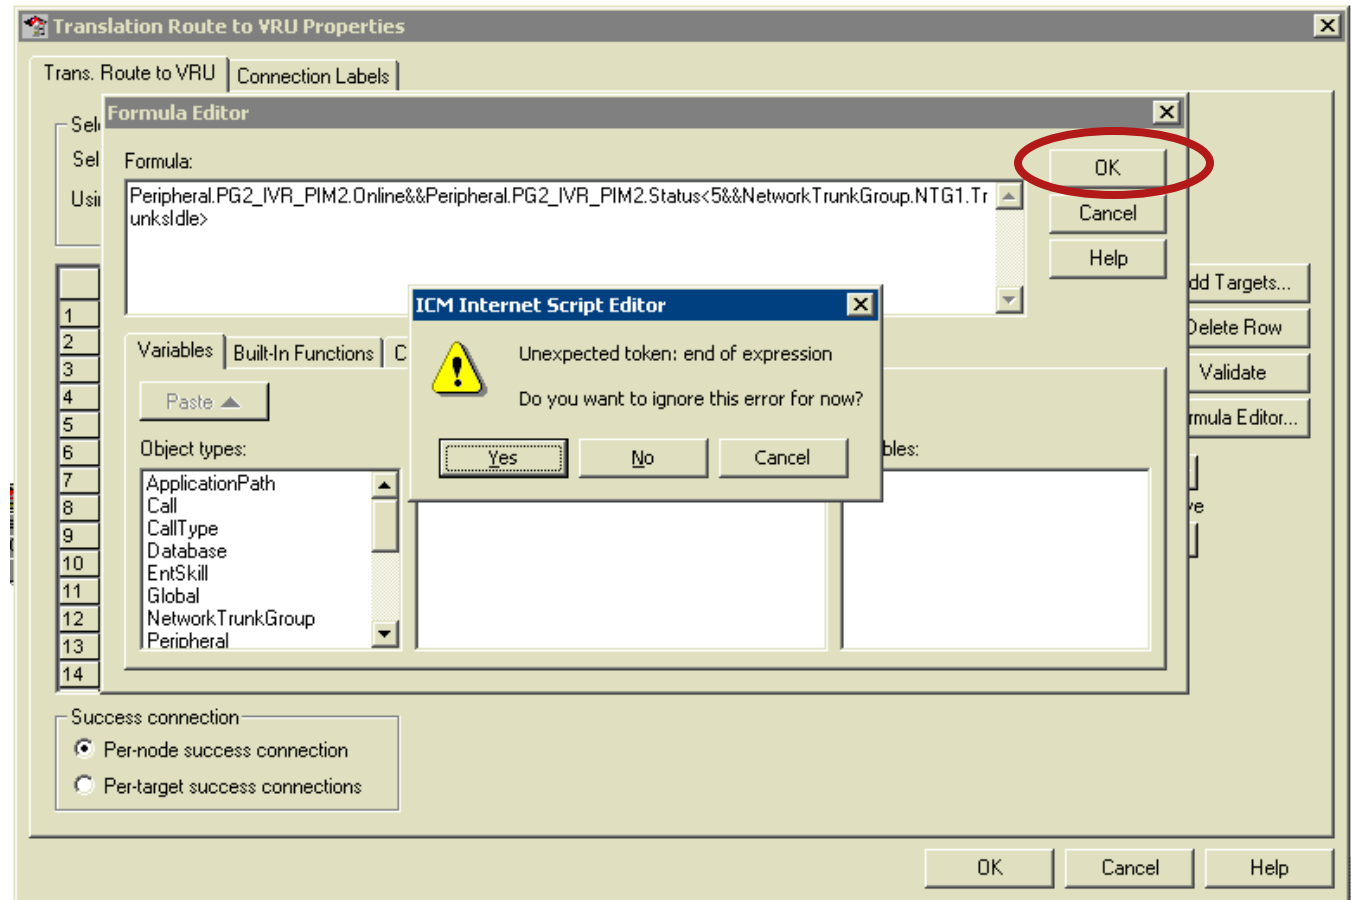 Translation Route to VRU Properties
Trans. Route to VRU
Connection Labels
Formula Editor
Sel
Sel
Formula:
OK
Usi
Peripheral.PG2_IVR_PIM2.Online&&Peripheral.PG2_IVR_PIM2.Status<5&&NetworkTrunkGroup.NTG1.Tr
unksIdle>
Cancel
Help
dd Targets...
ICM Internet Script Editor
1
2
3
4
5
6
7
8
9
10
11
12
13
14
Delete Row
Variables
Built-In Functions
C
Unexpected token: end of expression
Validate
Paste
Do you want to ignore this error for now?
rmula Editor...
Object types:
Yes
No
Cancel
bles:
ApplicationPath
Call
CallType
Database
EntSkill
Global
NetworkTrunkGroup
Peripheral
e
Success connection
Per-node success connection
Per-target success connections
OK
Cancel
Help